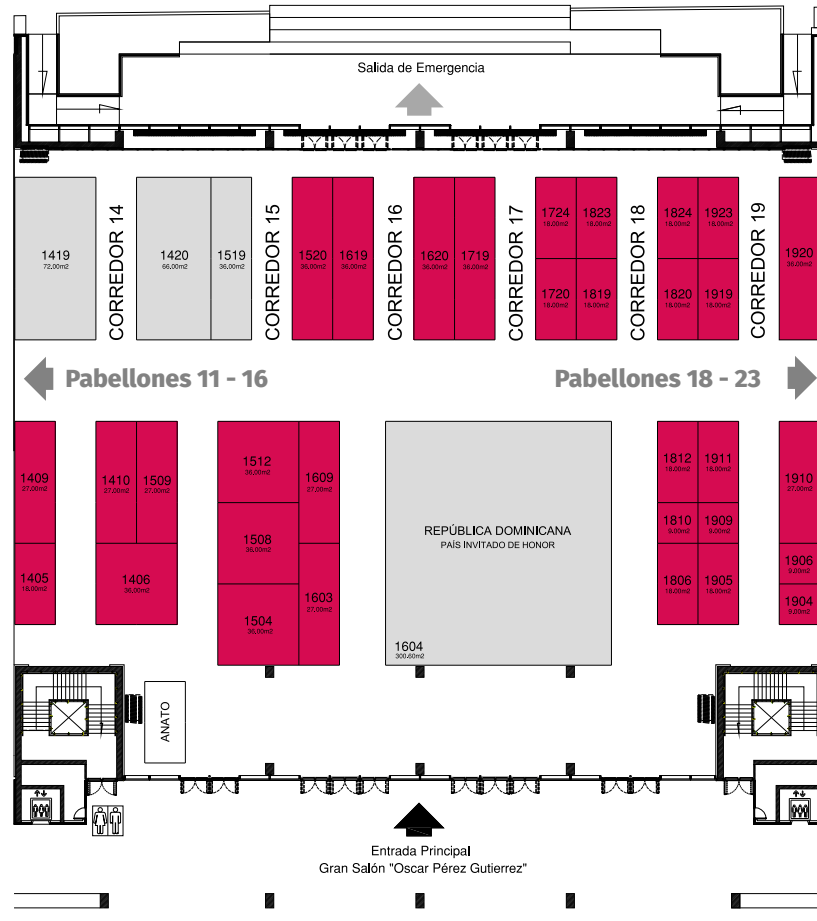 Salida de Emergencia
1419
72.00m2
CORREDOR 14
1420
66.00m2
1519
36.00m2
CORREDOR 15
1520
36.00m2
1619
36.00m2
CORREDOR 16
1620
36.00m2
1719
36.00m2
CORREDOR 17
1724
18.00m2
1823
18.00m2
1720
18.00m2
1819
18.00m2
CORREDOR 18
1824
18.00m2
1923
18.00m2
1820
18.00m2
1919
18.00m2
CORREDOR 19
1920
36.00m2
Pabellones 11 - 16
Pabellones 18 - 23
1409
27.00m2
1405
18.00m2
1410
27.00m2
1509
27.00m2
1406
36.00m2
1512
36.00m2
1508
36.00m2
1504
36.00m2
1609
27.00m2
1603
27.00m2
REPÚBLICA DOMINICANA
PAÍS INVITADO DE HONOR
1604
300.60m2
1812
18.00m2
1911
18.00m2
1810
9.00m2
1909
9.00m2
1806
18.00m2
1905
18.00m2
1910
27.00m2
1906
9.00m2
1904
9.00m2
ANATO
Entrada Principal
Gran Salón "Oscar Pérez Gutierrez"